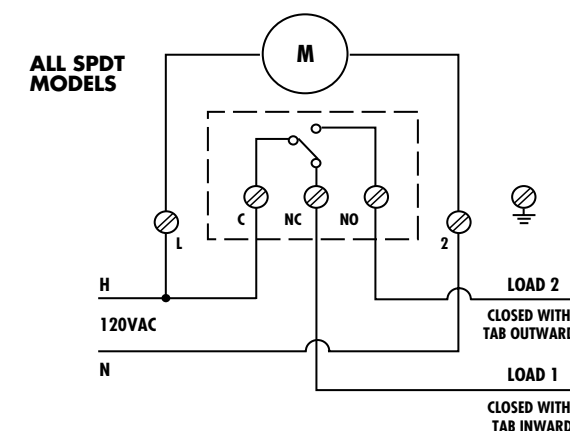 ALL SPDT
MODELS
M
C
NC
NO
L
2
H
LOAD 2
120VAC
CLOSED WITH
TAB OUTWARD
N
LOAD 1
CLOSED WITH
TAB INWARD